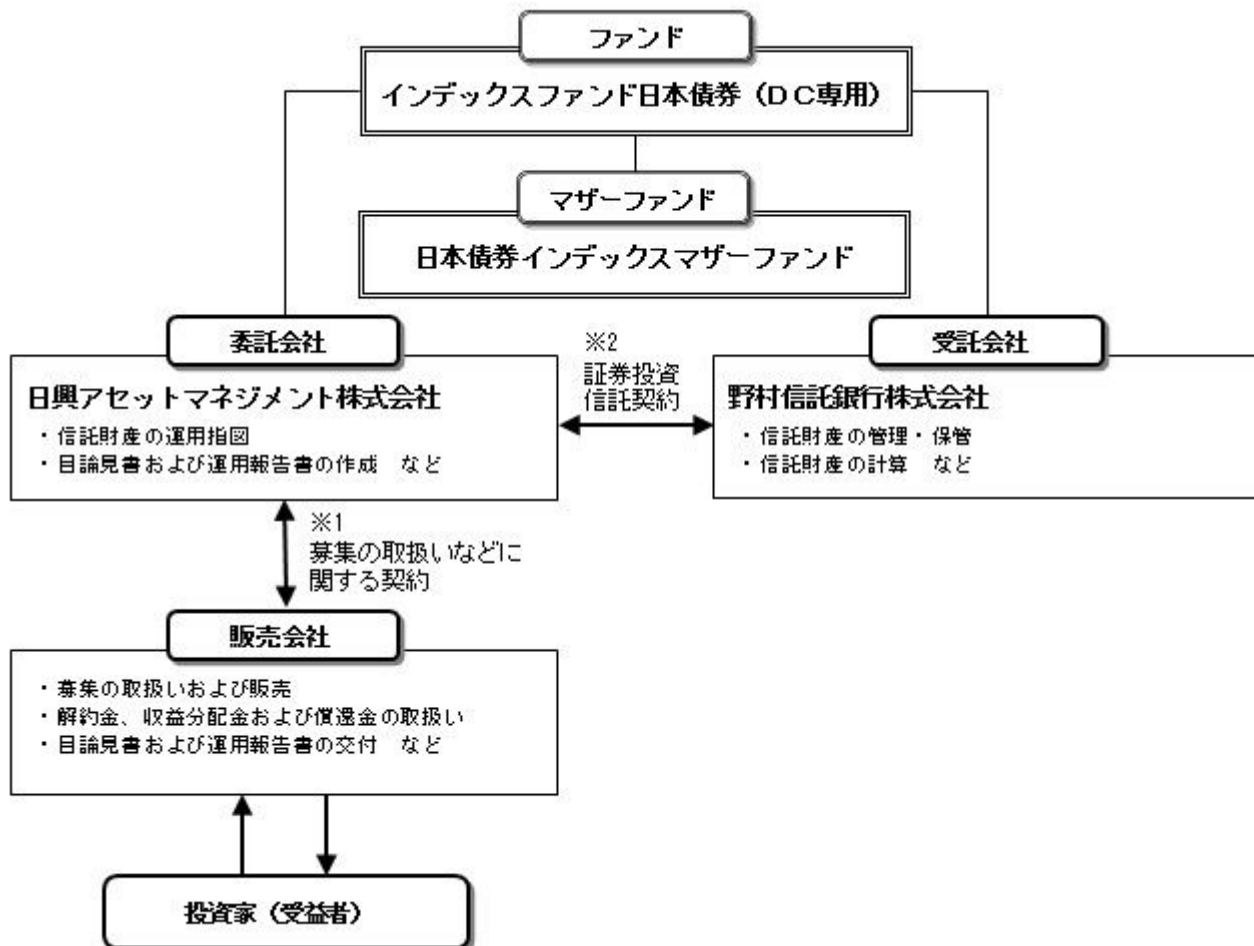 ファンド
インデックスファンド日本債券（ＤＣ専用）
マザーファンド
日本債券インデックスマザーファンド
委託会社
日興アセットマネジメント株式会社
・信託財産の運用指図
・目論見書および運用報告書の作成　など
※2
証券投資
信託契約
受託会社
野村信託銀行株式会社
・信託財産の管理・保管
・信託財産の計算　など
※1
募集の取扱いなどに
関する契約
販売会社
・募集の取扱いおよび販売
・解約金、収益分配金および償還金の取扱い
・目論見書および運用報告書の交付　など
投資家（受益者）